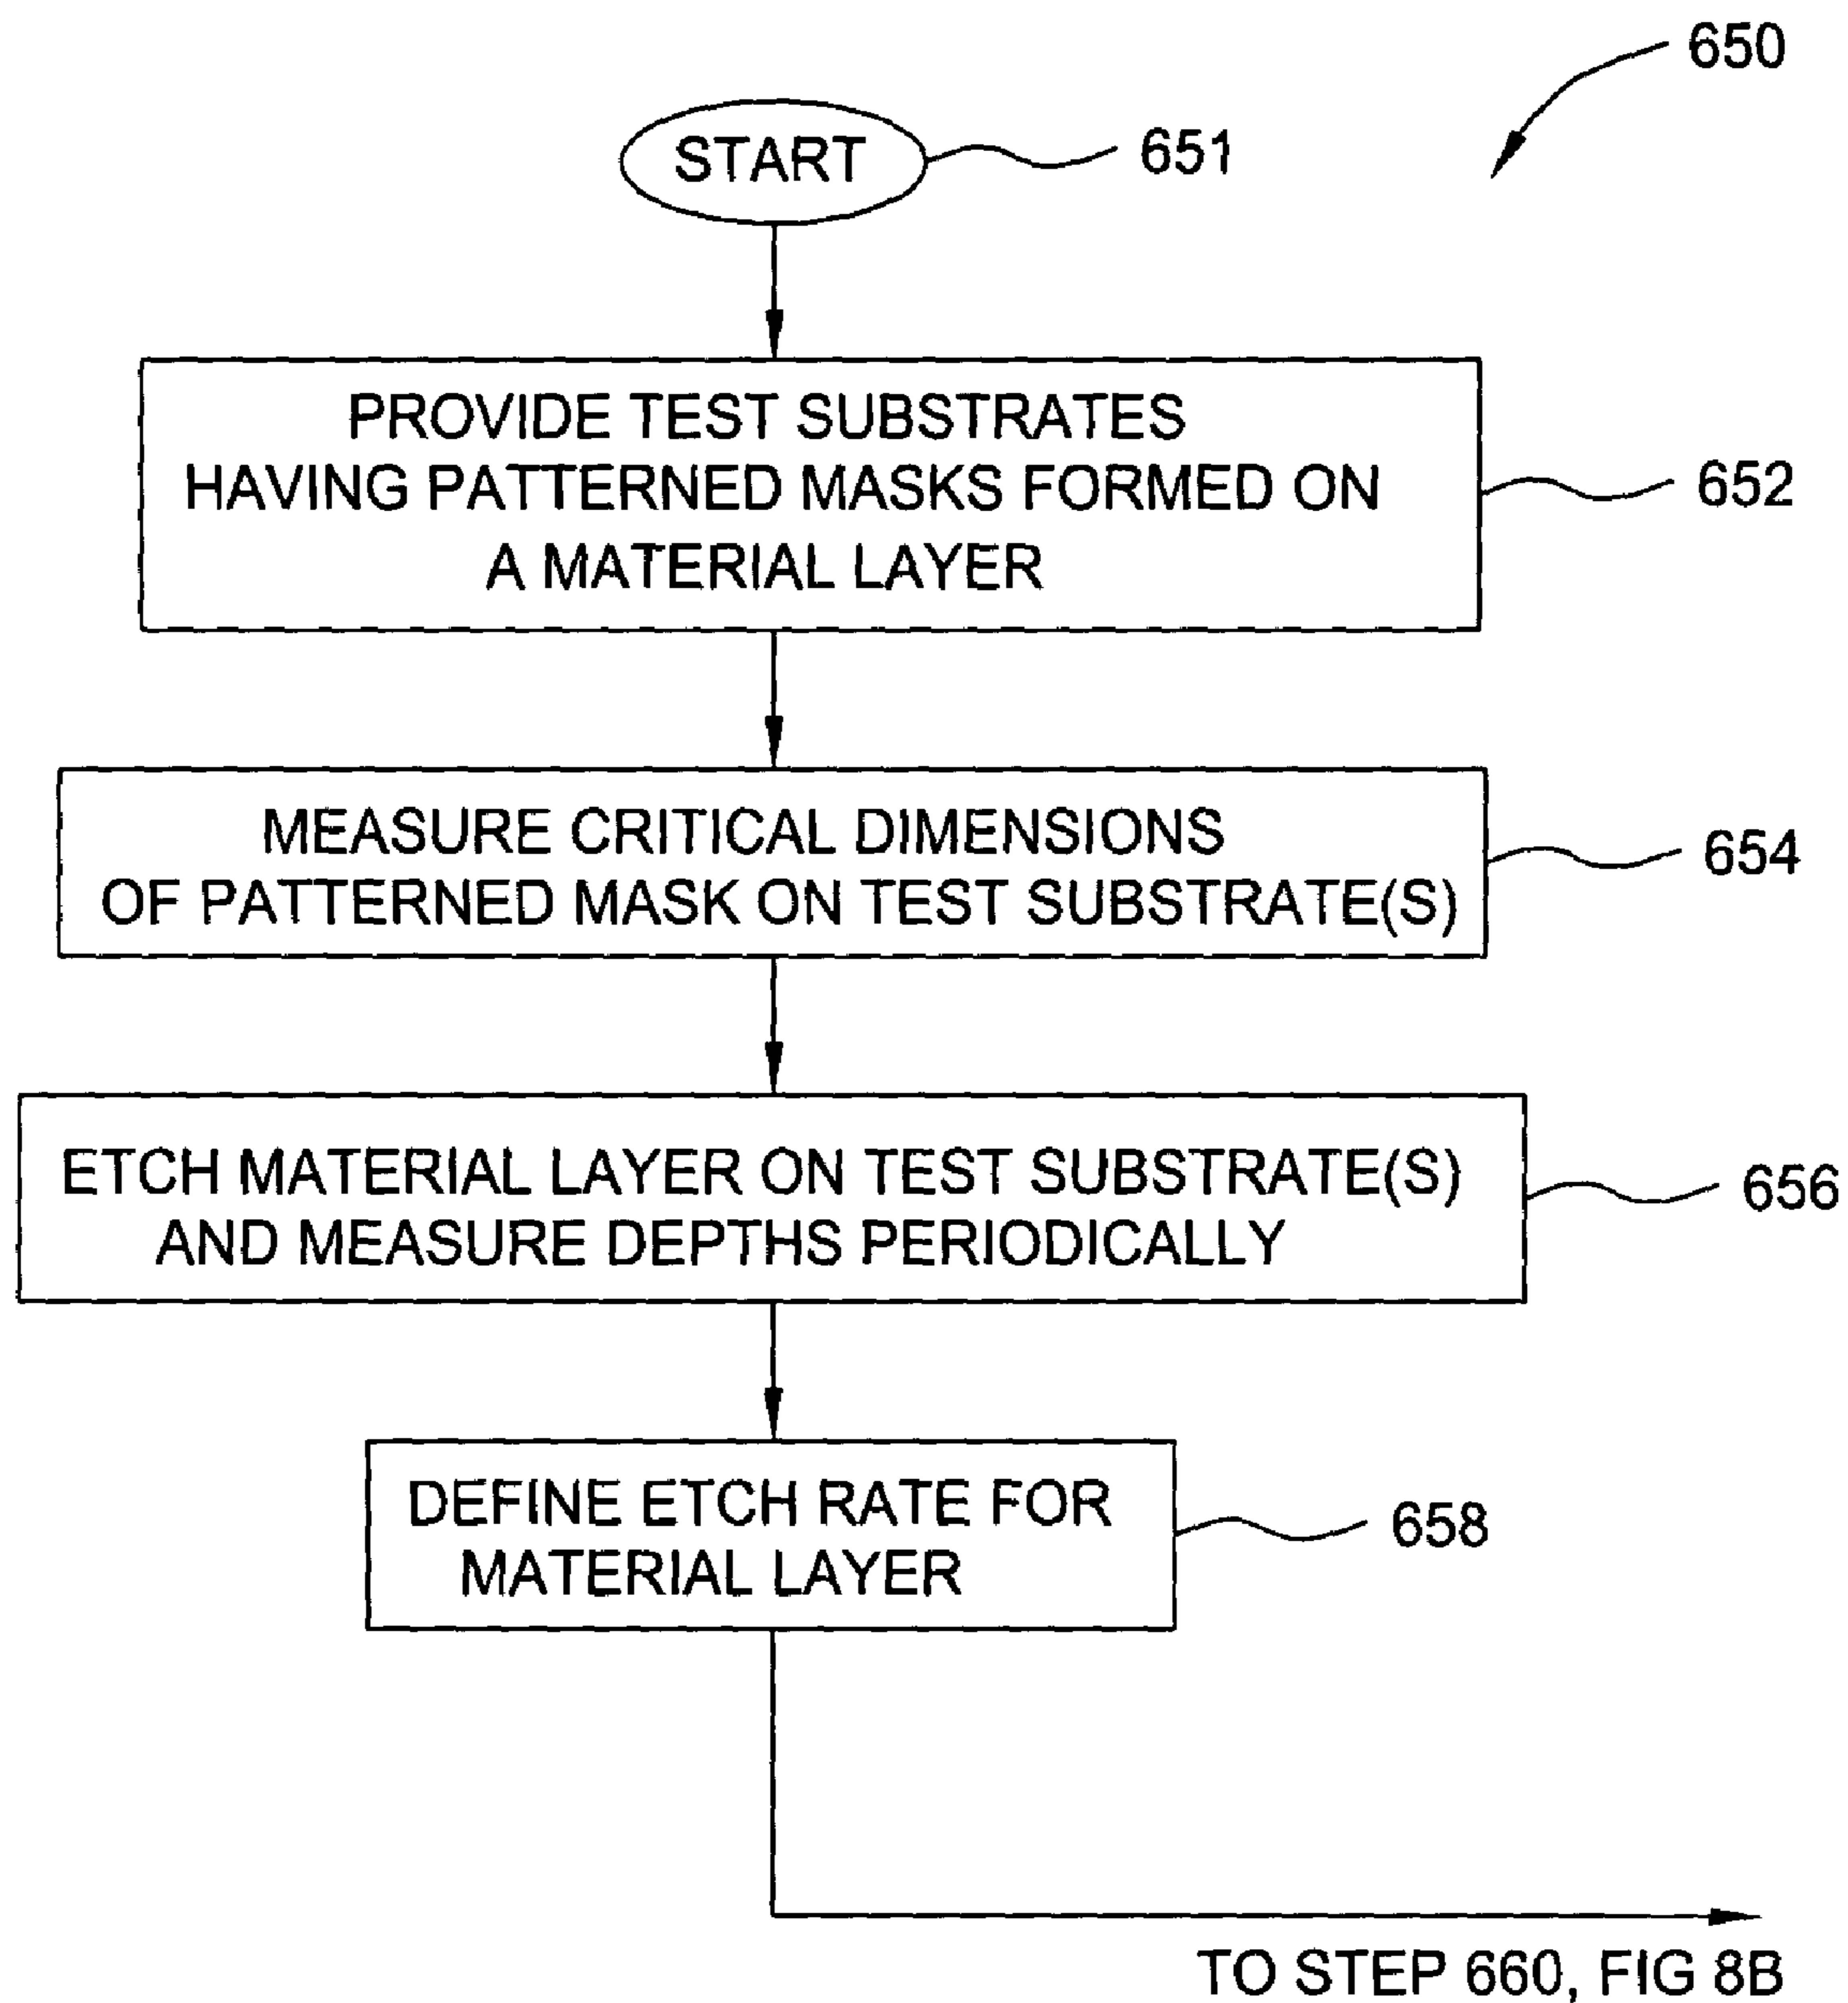 650
START
651
PROVIDE TEST SUBSTRATES
HAVING PATTERNED MASKS FORMED ON
A MATERIAL LAYER
652
MEASURE CRITICAL DIMENSIONS
OF PATTERNED MASK ON TEST SUBSTRATE(S)
654
ETCH MATERIAL LAYER ON TEST SUBSTRATE(S)
AND MEASURE DEPTHS PERIODICALLY
656
DEFINE ETCH RATE FOR
MATERIAL LAYER
658
TO STEP 660, FIG 8B